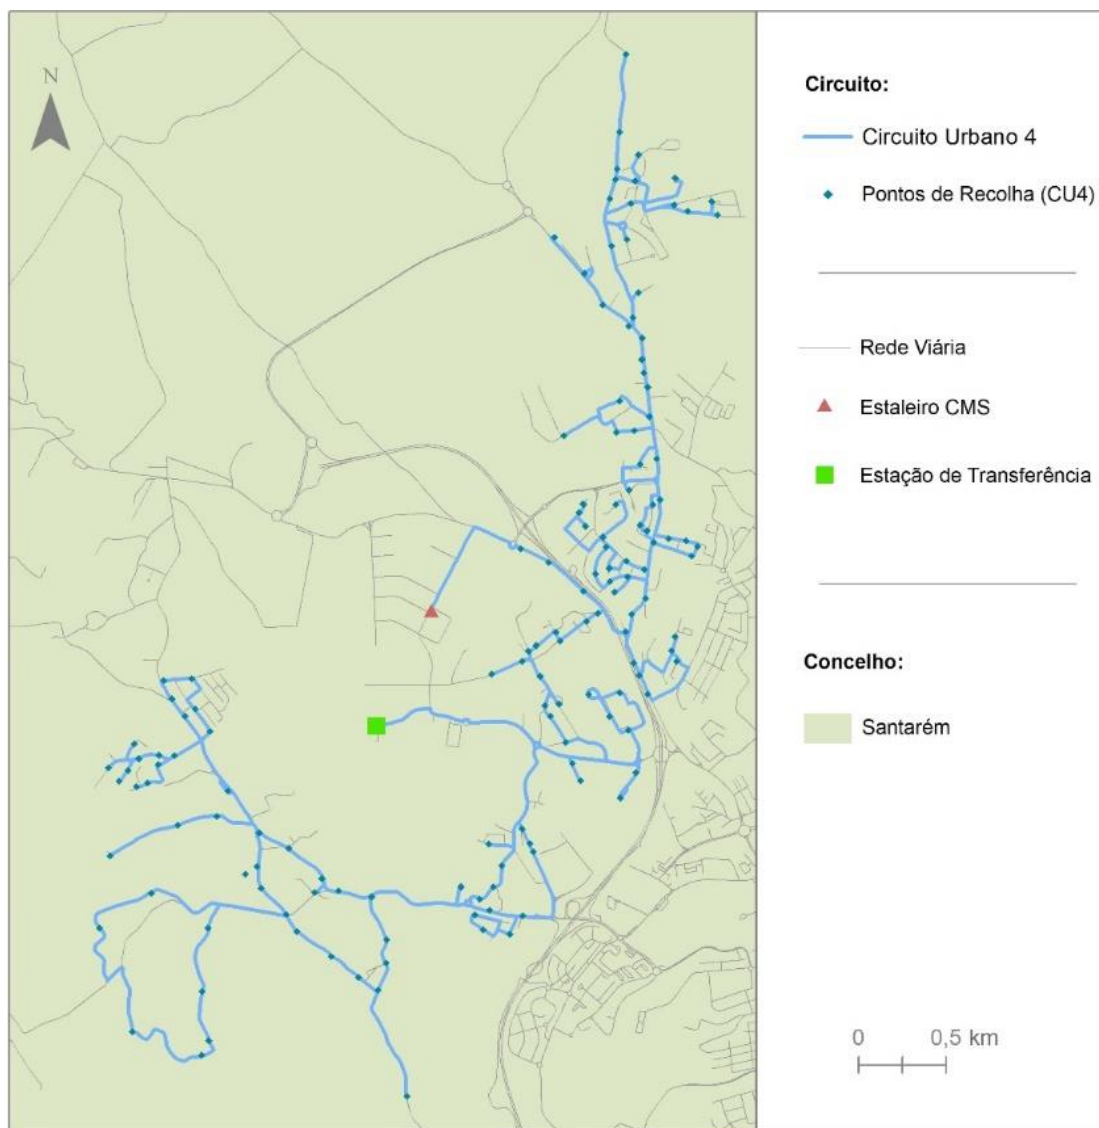 N
Circuito:
Circuito Urbano 4
Pontos de Recolha (CU4)
Rede Viária
Estaleiro CMS
Estação de Transferência
Concelho:
Santarém
0 0,5 km